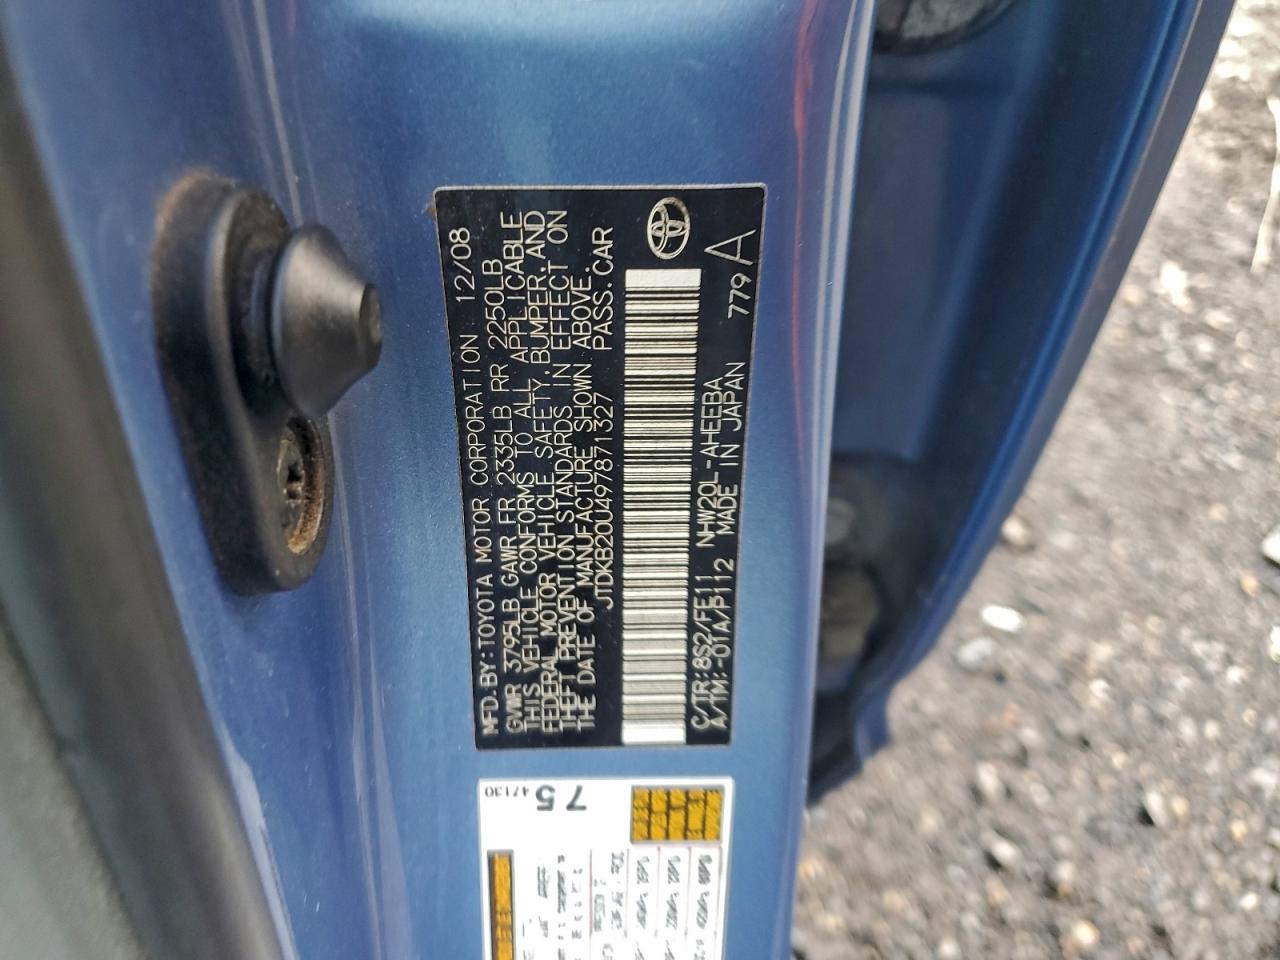 MFD.BY:TOYOTA MOTOR CORPORATION 12/08
GVWR 3795LB GAWR FR 2335LB RR 2250LB
THIS VEHICLE CONFORMS TO ALL APPLICABLE
FEDERAL MOTOR VEHICLE SAFETY,BUMPER,AND
THEFT PREVENTION STANDARDS IN EFFECT ON
THE DATE OF MANUFACTURE SHOWN ABOVE.
JTDKB20U497871327 PASS.CAR
C/TR:8S2/FE11 NHW20L-AHEEBA
A/TM:-01A/P112 MADE IN JAPAN
779A
75
47130